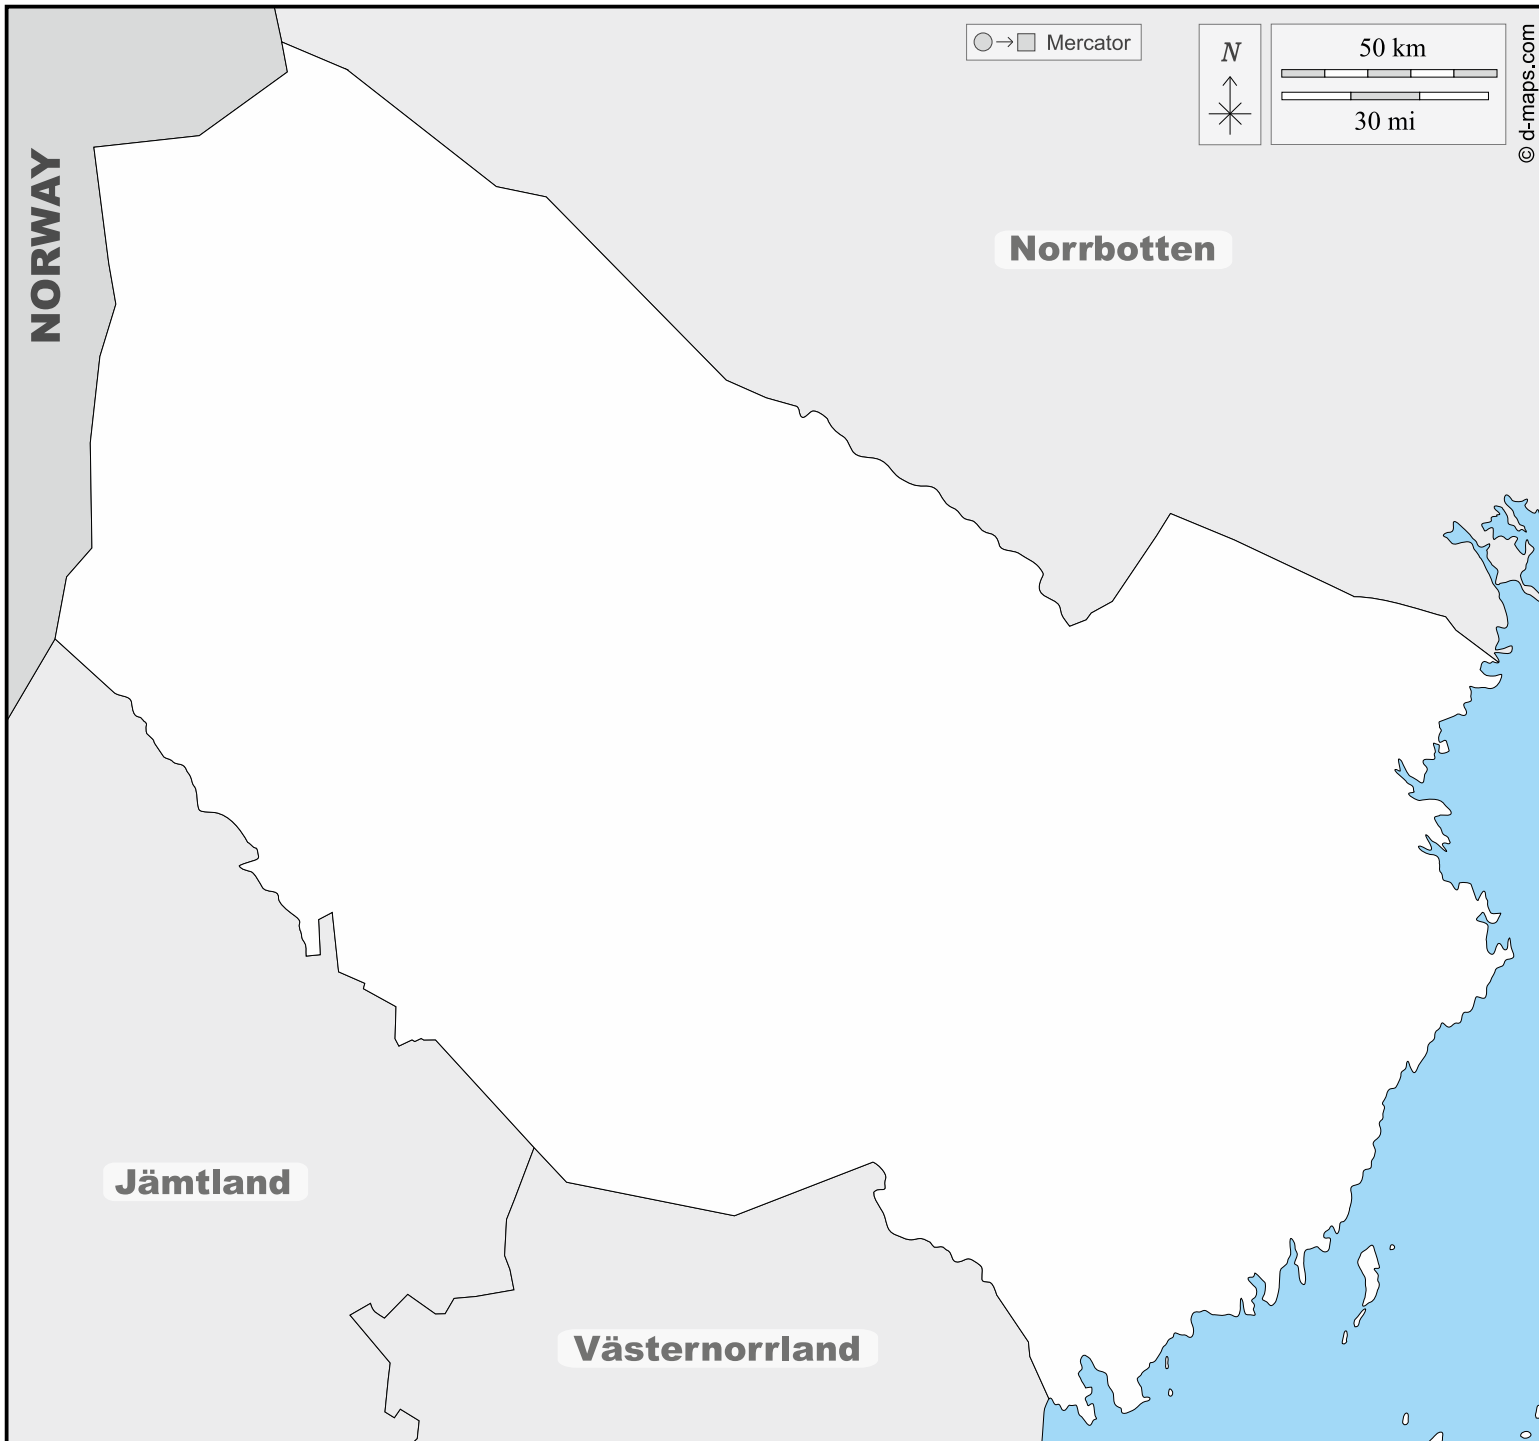 Mercator
N
50 km
30 mi
© d-maps.com
NORWAY
Norrbotten
Jämtland
Västernorrland